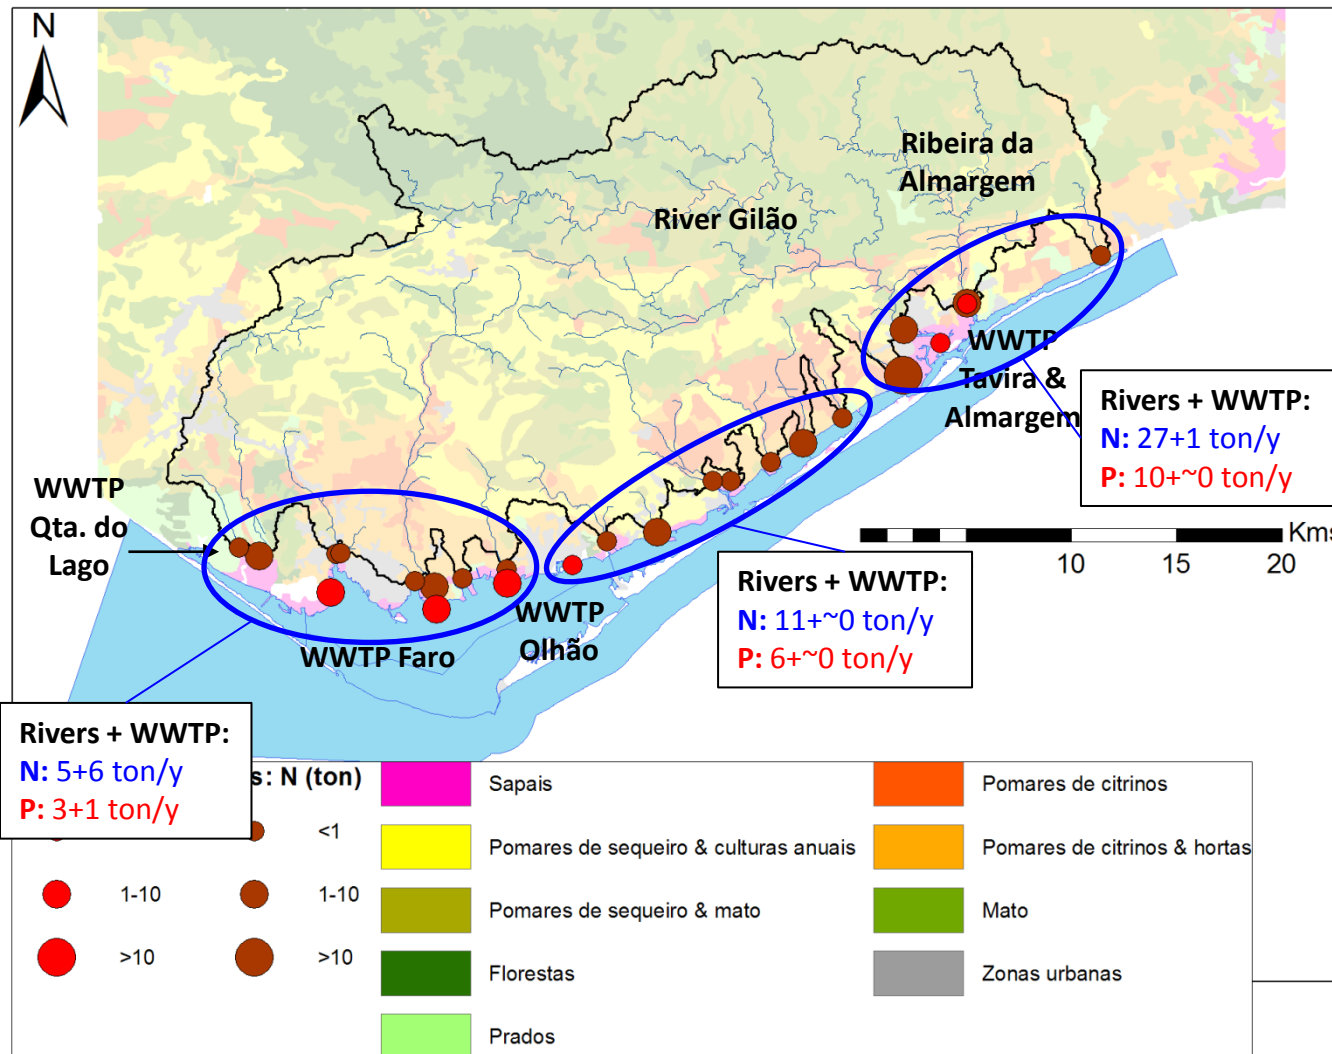 N
Ribeira da
Almargem
River Gilão
WWTP
Tavira &
Almargem
Rivers + WWTP:
N: 27+1 ton/y
P: 10+~0 ton/y
WWTP
Qta. do
Lago
Kms
10
15
20
Rivers + WWTP:
N: 11+~0 ton/y
P: 6+~0 ton/y
WWTP
Olhão
WWTP Faro
Rivers + WWTP:
N: 5+6 ton/y
P: 3+1 ton/y
s: N (ton)
<1
1-10
1-10
>10
>10
Sapais
Pomares de sequeiro & culturas anuais
Pomares de sequeiro & mato
Florestas
Prados
Pomares de citrinos
Pomares de citrinos & hortas
Mato
Zonas urbanas